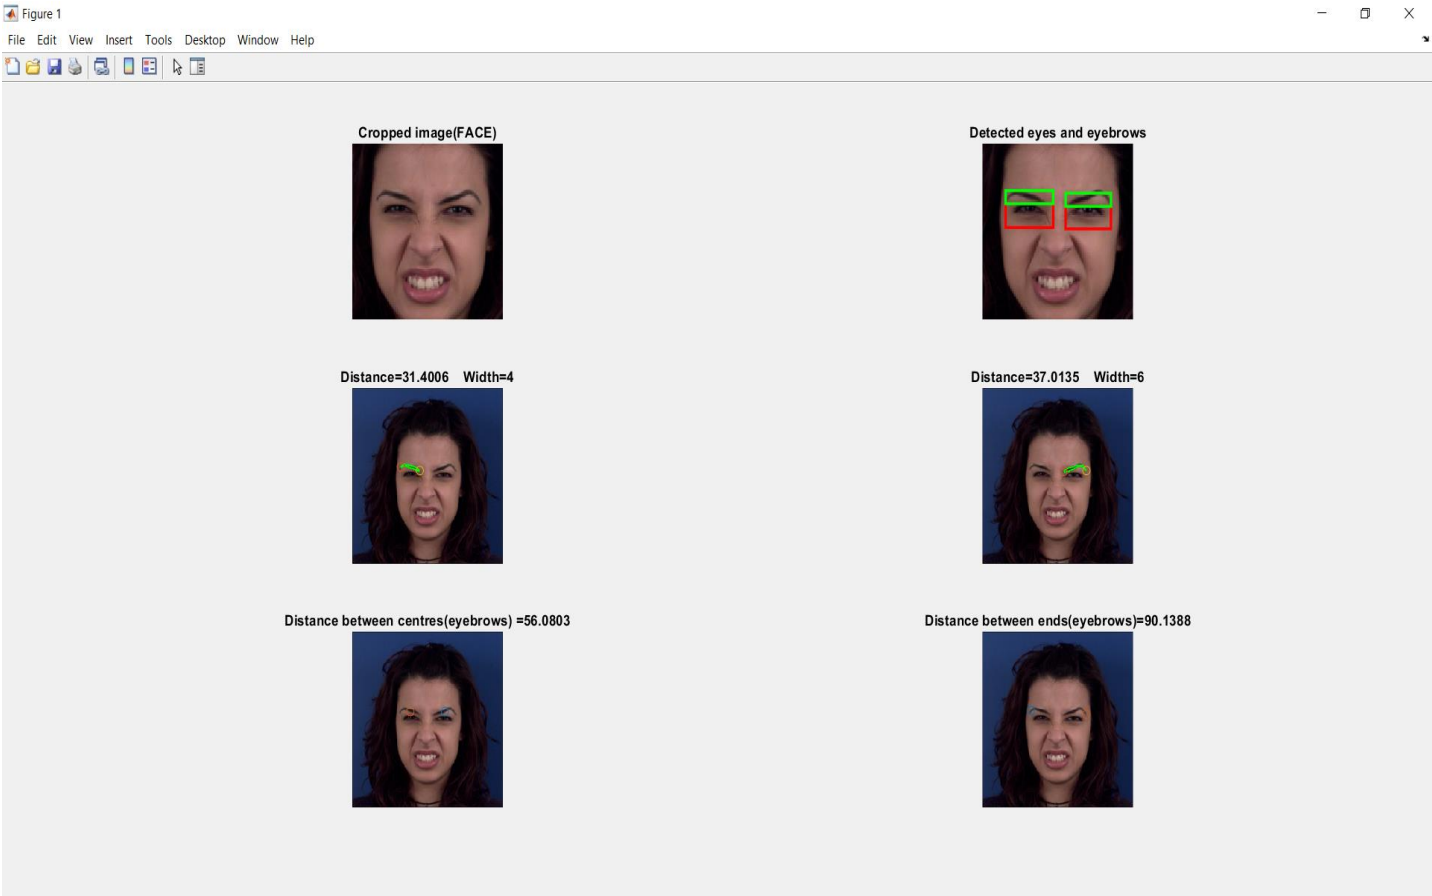 Figure 1
File Edit View Insert Tools Desktop Window Help
Cropped image(FACE)
Detected eyes and eyebrows
Distance=31.4006 Width=4
Distance=37.0135 Width=6
Distance between centres(eyebrows) =56.0803
Distance between ends(eyebrows)=90.1388